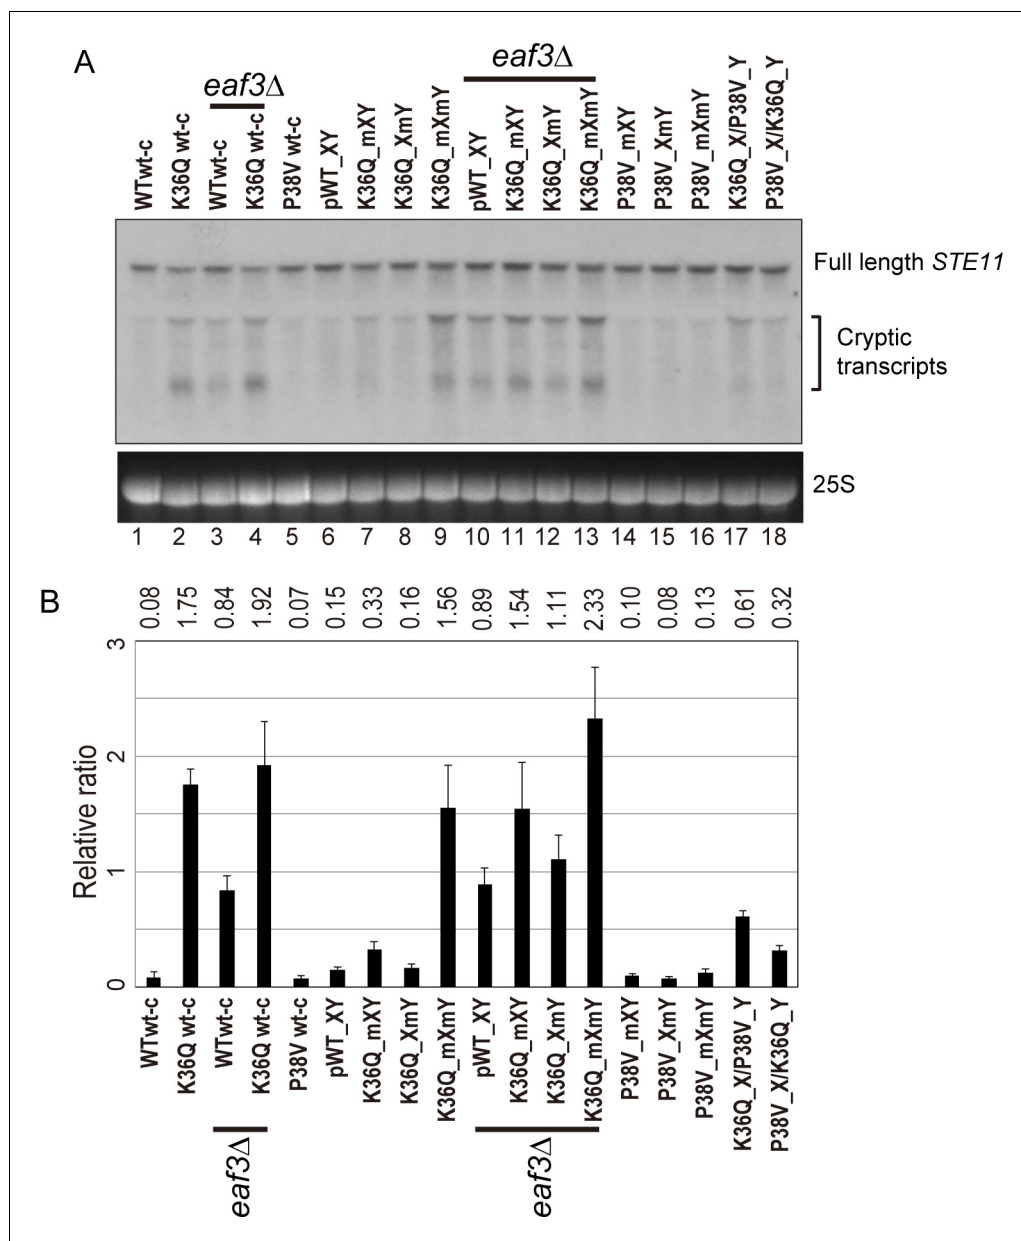 A
eaf3Δ
eaf3Δ
WTwt-c
K36Q wt-c
WTwt-c
K36Q wt-c
P38V wt-c
pWT_XY
K36Q_mXY
K36Q_XmY
K36Q_mXmY
pWT_XY
K36Q_mXY
K36Q_XmY
K36Q_mXmY
P38V_mXY
P38V_XmY
P38V_mXmY
K36Q_X/P38V_Y
P38V_X/K36Q_Y
Full length STE11
Cryptic
transcripts
25S
1 2 3 4 5 6 7 8 9 10 11 12 13 14 15 16 17 18
B
0.08 1.75 0.84 1.92 0.07 0.15 0.33 0.16 1.56 0.89 1.54 1.11 2.33 0.10 0.08 0.13 0.61 0.32
Relative ratio
3
2
1
0
WTwt-c
K36Q wt-c
WTwt-c
K36Q wt-c
P38V wt-c
pWT_XY
K36Q_mXY
K36Q_XmY
K36Q_mXmY
pWT_XY
K36Q_mXY
K36Q_XmY
K36Q_mXmY
P38V_mXY
P38V_XmY
P38V_mXmY
K36Q_X/P38V_Y
P38V_X/K36Q_Y
eaf3Δ
eaf3Δ